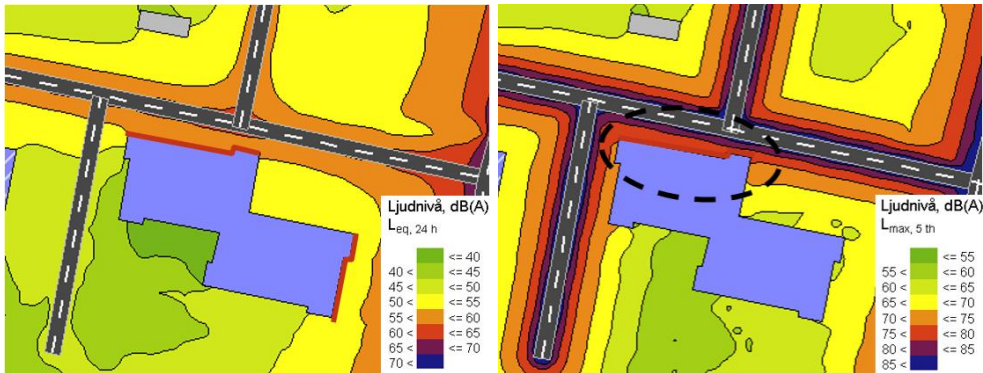 Ljudnivå, dB(A)
Leq, 24 h
<= 40
40 < <= 45
45 < <= 50
50 < <= 55
55 < <= 60
60 < <= 65
65 < <= 70
70 <
Ljudnivå, dB(A)
Lmax, 5 th
<= 55
55 < <= 60
60 < <= 65
65 < <= 70
70 < <= 75
75 < <= 80
80 < <= 85
85 <